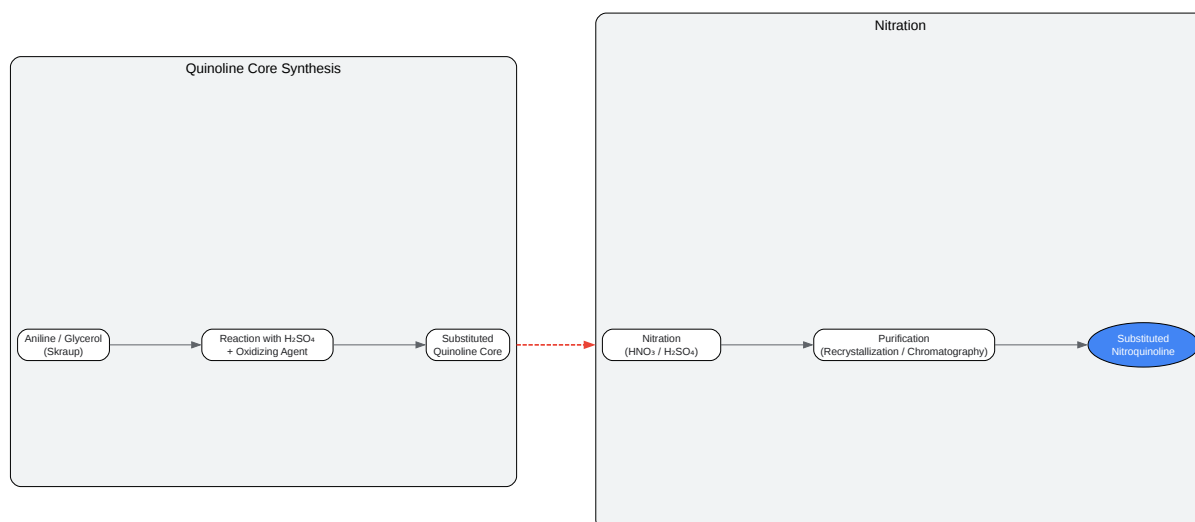 Nitration
Quinoline Core Synthesis
Aniline / Glycerol
(Skraup)
Reaction with H₂SO₄
+ Oxidizing Agent
Substituted
Quinoline Core
Nitration
(HNO₃ / H₂SO₄)
Purification
(Recrystallization / Chromatography)
Substituted
Nitroquinoline